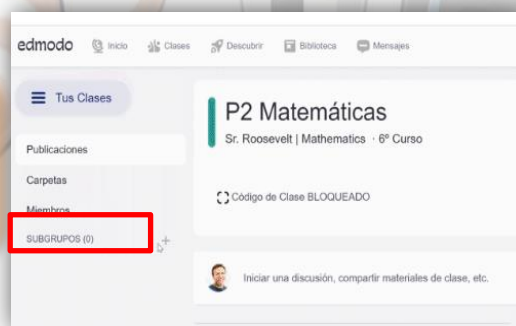 edmodo Inicio Clases Descubrir Biblioteca Mensajes
Tus Clases
P2 Matemáticas
Sr. Roosevelt | Mathematics · 6º Curso
Publicaciones
Carpetas
Código de Clase BLOQUEADO
Miembros
SUBGRUPOS (0) +
Iniciar una discusión, compartir materiales de clase, etc.